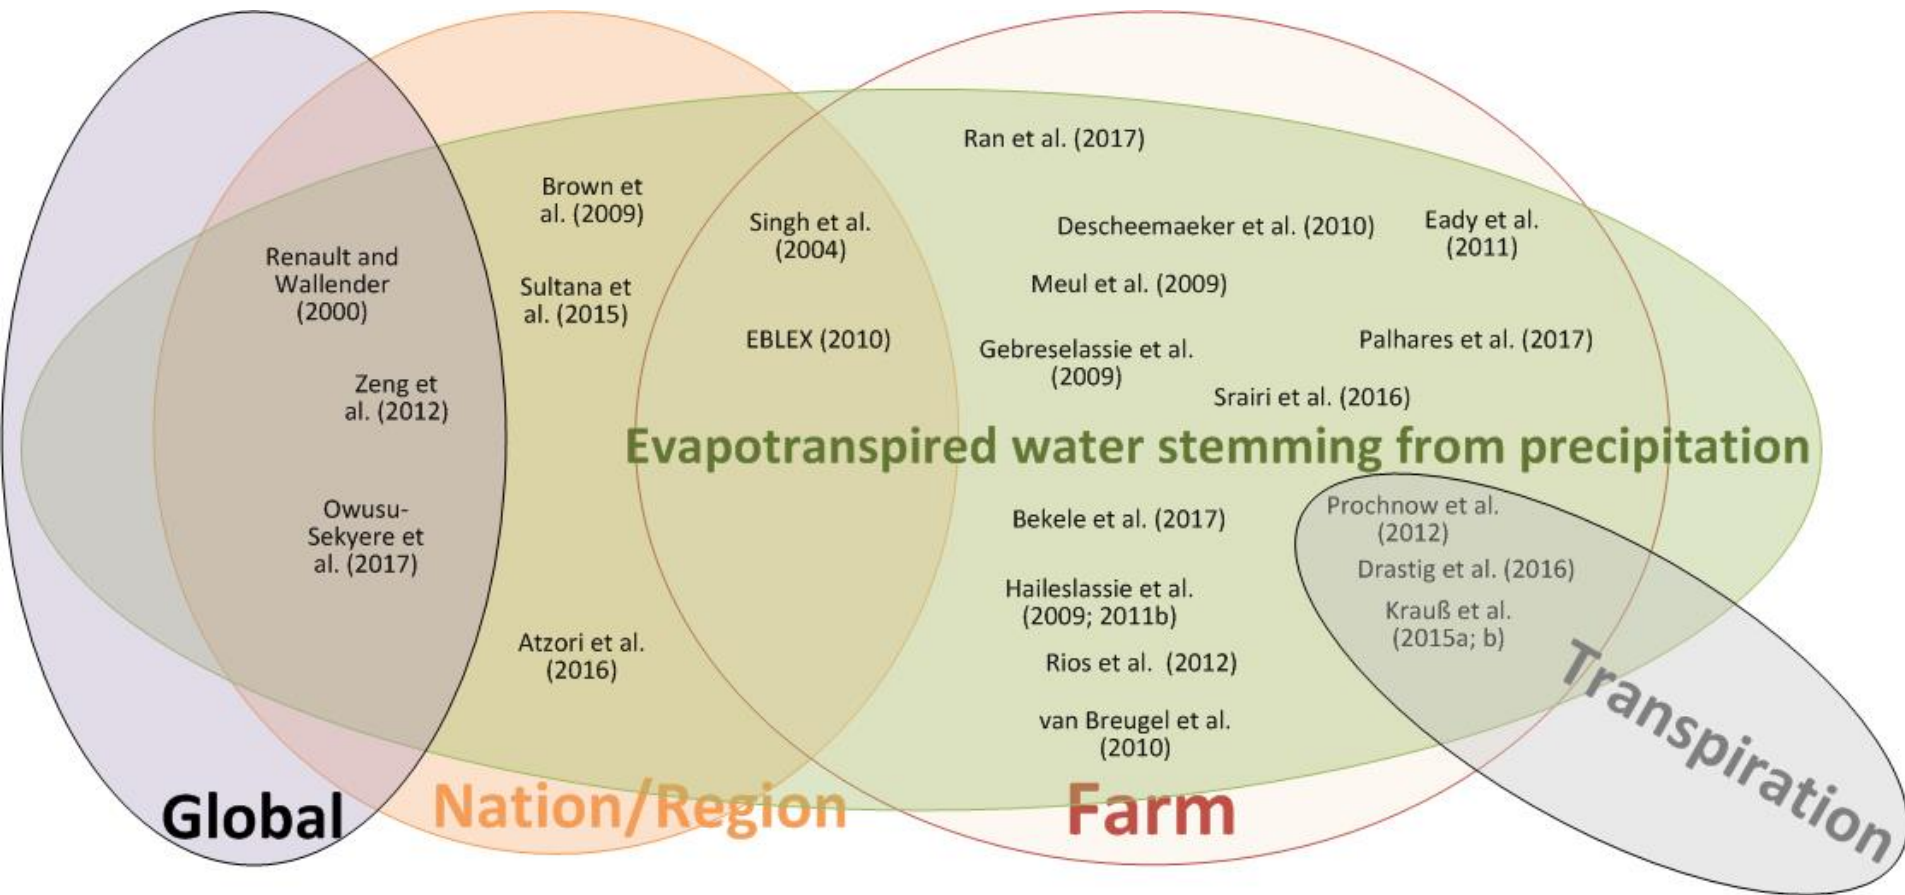 Ran et al. (2017)
Brown et
al. (2009)
Singh et al.
(2004)
Descheemaeker et al. (2010)
Eady et al.
(2011)
Renault and
Wallender
(2000)
Sultana et
al. (2015)
Meul et al. (2009)
EBLEX (2010)
Gebreselassie et al.
(2009)
Palhares et al. (2017)
Zeng et
al. (2012)
Srairi et al. (2016)
Evapotranspired water stemming from precipitation
Owusu-
Sekyere et
al. (2017)
Bekele et al. (2017)
Prochnow et al.
(2012)
Drastig et al. (2016)
Haileslassie et al.
(2009; 2011b)
Krauß et al.
(2015a; b)
Atzori et al.
(2016)
Rios et al. (2012)
van Breugel et al.
(2010)
Transpiration
Global
Nation/Region
Farm